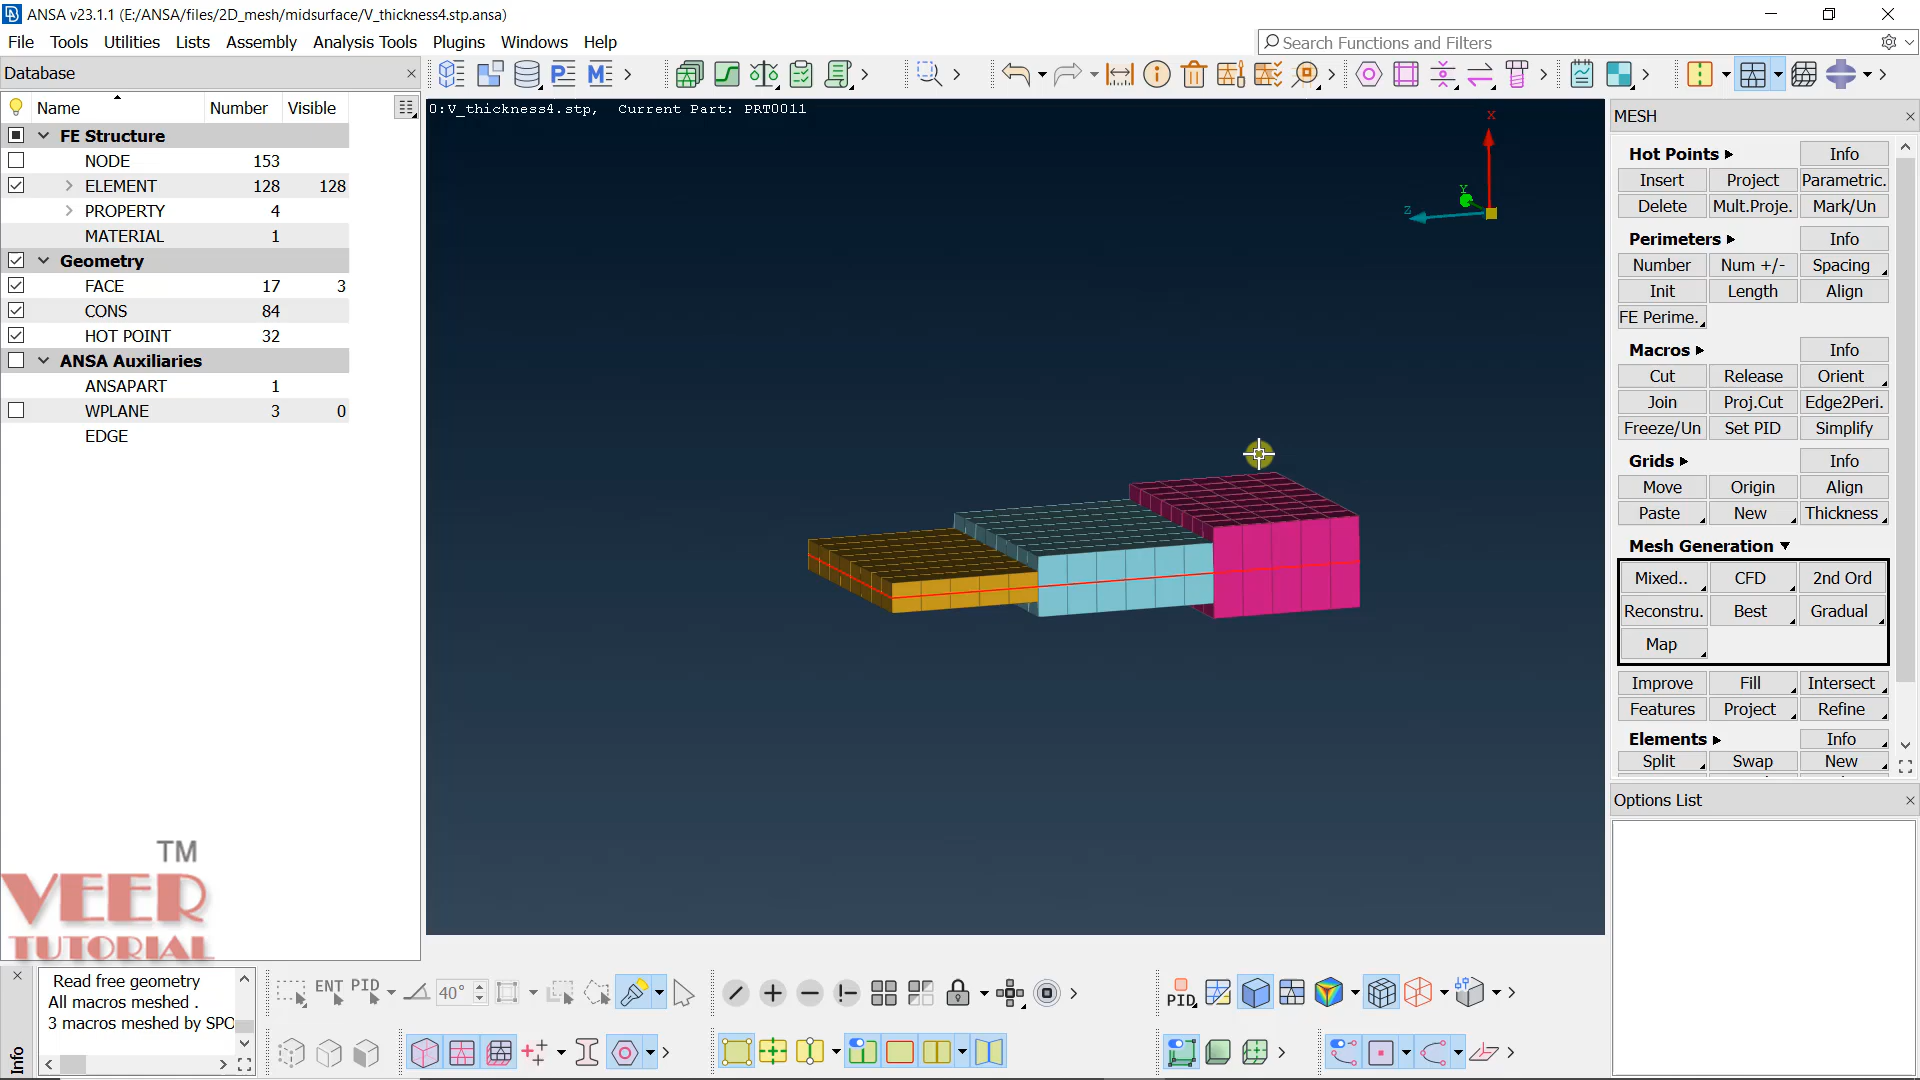 ANSA v23.1.1 (E:/ANSA/files/2D_mesh/midsurface/V_thickness4.stp.ansa)
File Tools Utilities Lists Assembly Analysis Tools Plugins Windows Help
Search Functions and Filters
Database
Name Number Visible
FE Structure
NODE 153
ELEMENT 128 128
PROPERTY 4
MATERIAL 1
Geometry
FACE 17 3
CONS 84
HOT POINT 32
ANSA Auxiliaries
ANSAPART 1
WPLANE 3 0
EDGE
TM
VEER
TUTORIAL
0:V_thickness4.stp, Current Part: PRT0011
X
Y
Z
MESH
Hot Points Info
Insert Project Parametric.
Delete Mult.Proje. Mark/Un
Perimeters Info
Number Num +/- Spacing
Init Length Align
FE Perime..
Macros Info
Cut Release Orient
Join Proj.Cut Edge2Peri.
Freeze/Un Set PID Simplify
Grids Info
Move Origin Align
Paste New Thickness
Mesh Generation
Mixed.. CFD 2nd Ord
Reconstru. Best Gradual
Map
Improve Fill Intersect
Features Project Refine
Elements Info
Split Swap New
Options List
Info
Read free geometry
All macros meshed .
3 macros meshed by SPO
ENT PID 40°
PID